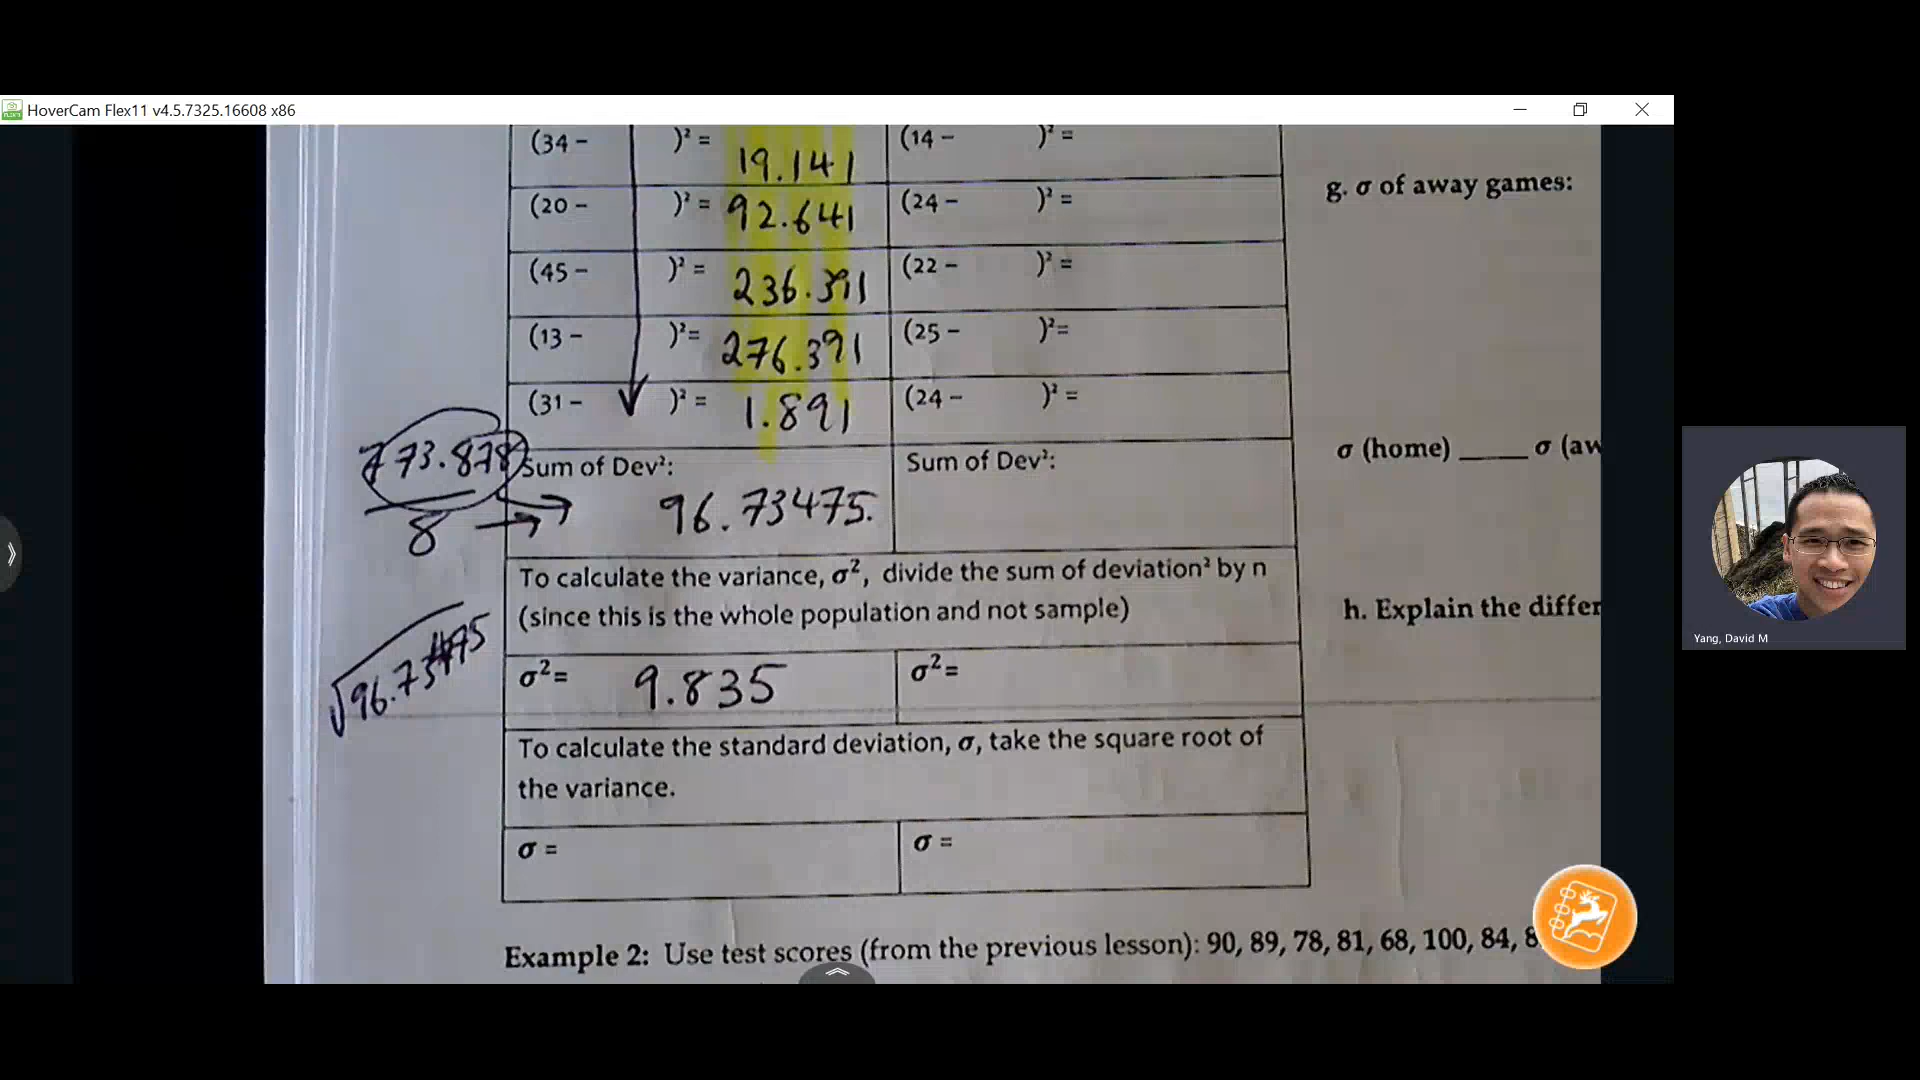 HoverCam Flex11 v4.5.7325.16608 x86
(34 - )² = 19.141 (14 - )² =
(20 - )² = 92.641 (24 - )² =
(45 - )² = 236.391 (22 - )² =
(13 - )² = 276.391 (25 - )² =
(31 - )² = 1.891 (24 - )² =
773.878
8
Sum of Dev²: Sum of Dev²:
96.73475.
To calculate the variance, σ², divide the sum of deviation² by n
(since this is the whole population and not sample)
√96.73475
σ² = 9.835 σ² =
To calculate the standard deviation, σ, take the square root of
the variance.
σ = σ =
Example 2: Use test scores (from the previous lesson): 90, 89, 78, 81, 68, 100, 84, 8
g. σ of away games:
σ (home) _____ σ (aw
h. Explain the differ
Yang, David M